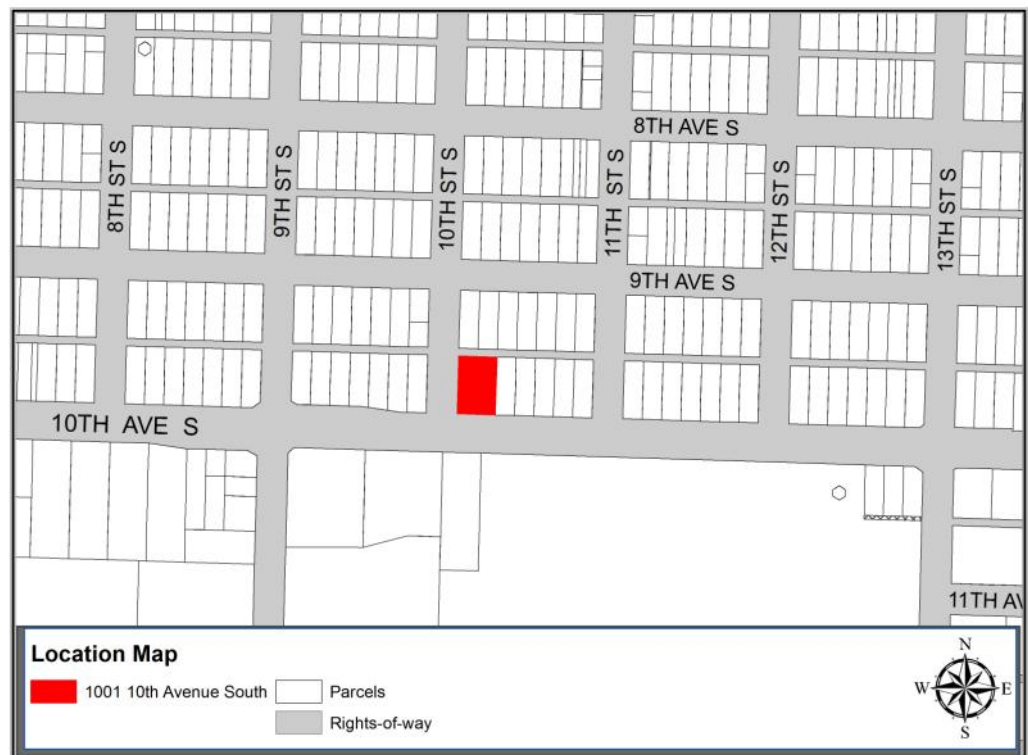 8TH AVE S
8TH ST S
9TH ST S
10TH ST S
11TH ST S
12TH ST S
13TH ST S
9TH AVE S
10TH AVE S
11TH AV
Location Map
1001 10th Avenue South
Parcels
Rights-of-way
N
W
E
S